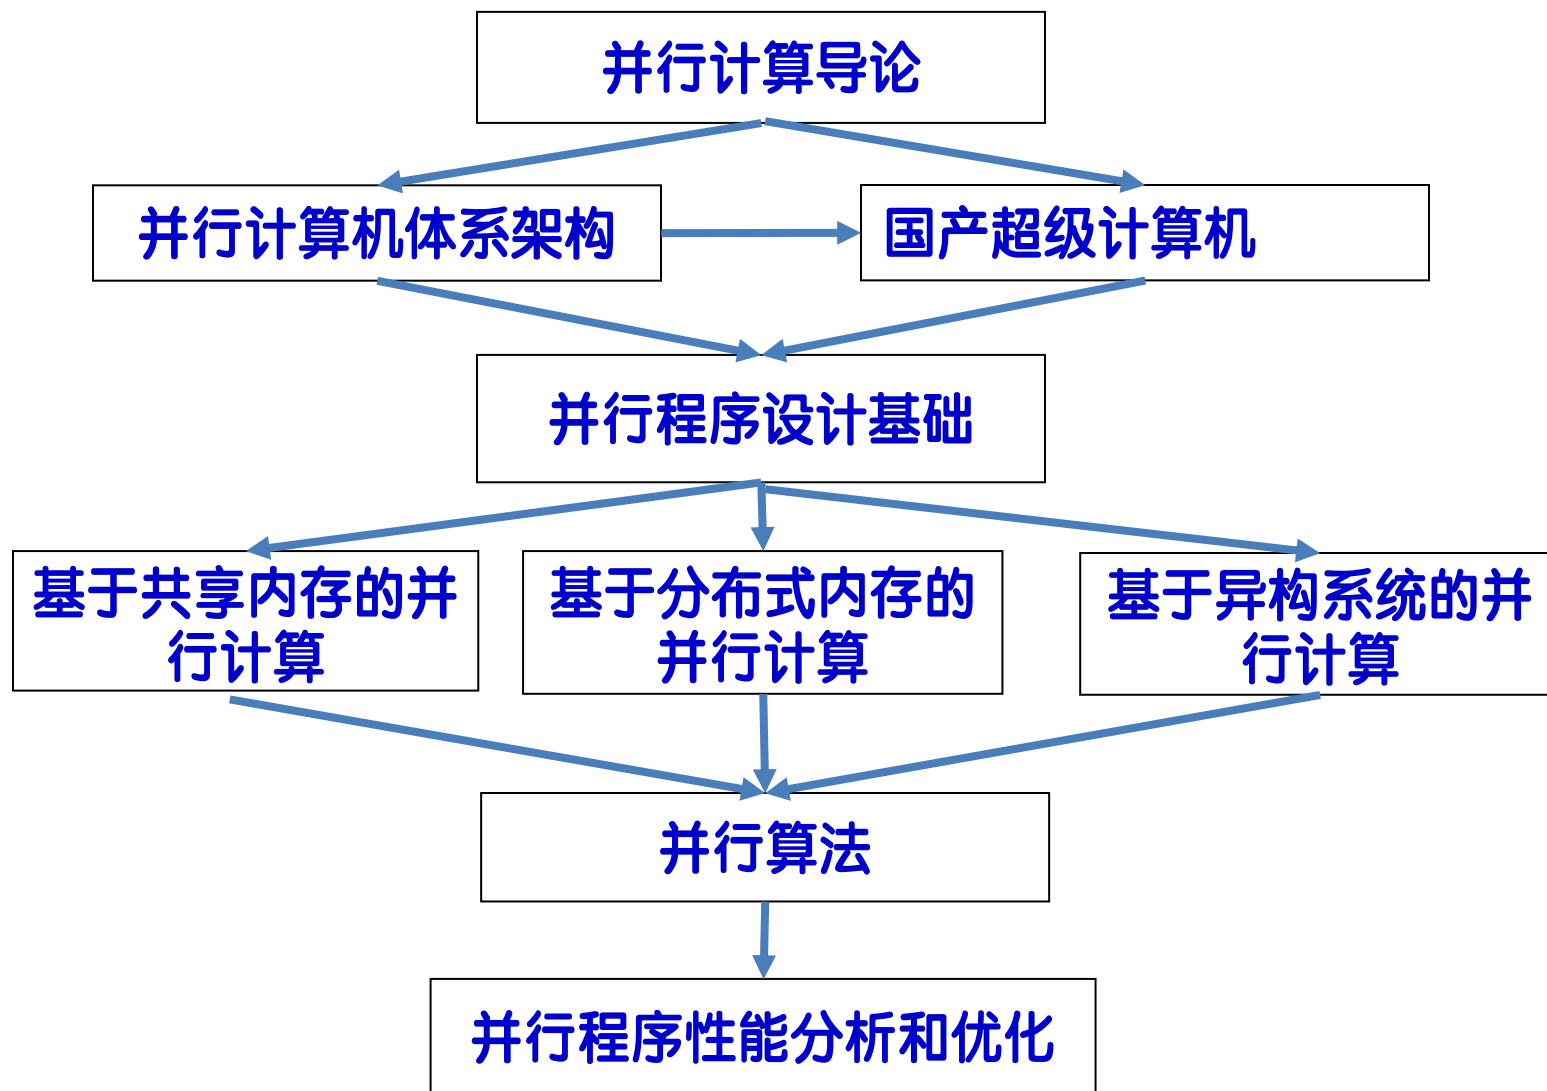 并行计算导论
并行计算机体系架构
国产超级计算机
并行程序设计基础
基于共享内存的并
行计算
基于分布式内存的
并行计算
基于异构系统的并
行计算
并行算法
并行程序性能分析和优化